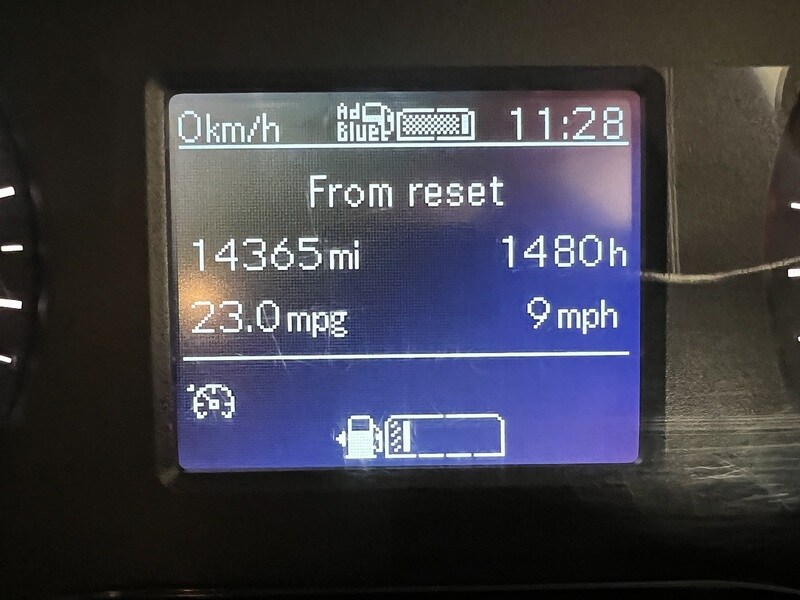 0km/h Ad Blue 11:28
From reset
14365mi 1480h
23.0mpg 9mph